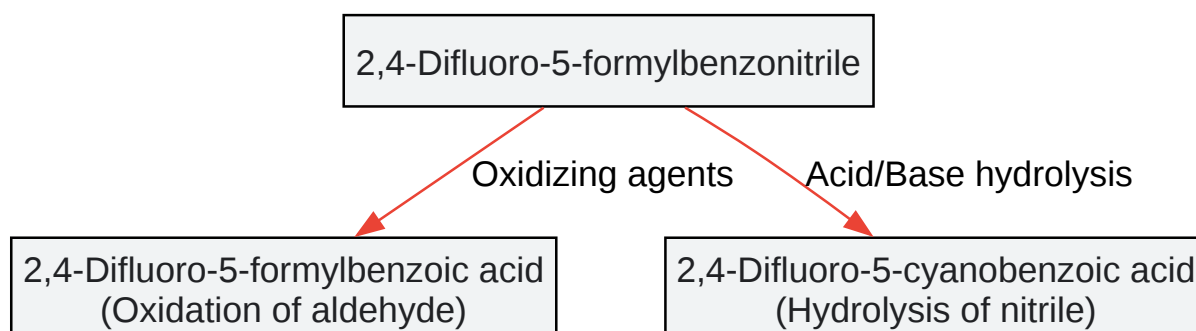 2,4-Difluoro-5-formylbenzonitrile
Oxidizing agents
Acid/Base hydrolysis
2,4-Difluoro-5-formylbenzoic acid
(Oxidation of aldehyde)
2,4-Difluoro-5-cyanobenzoic acid
(Hydrolysis of nitrile)